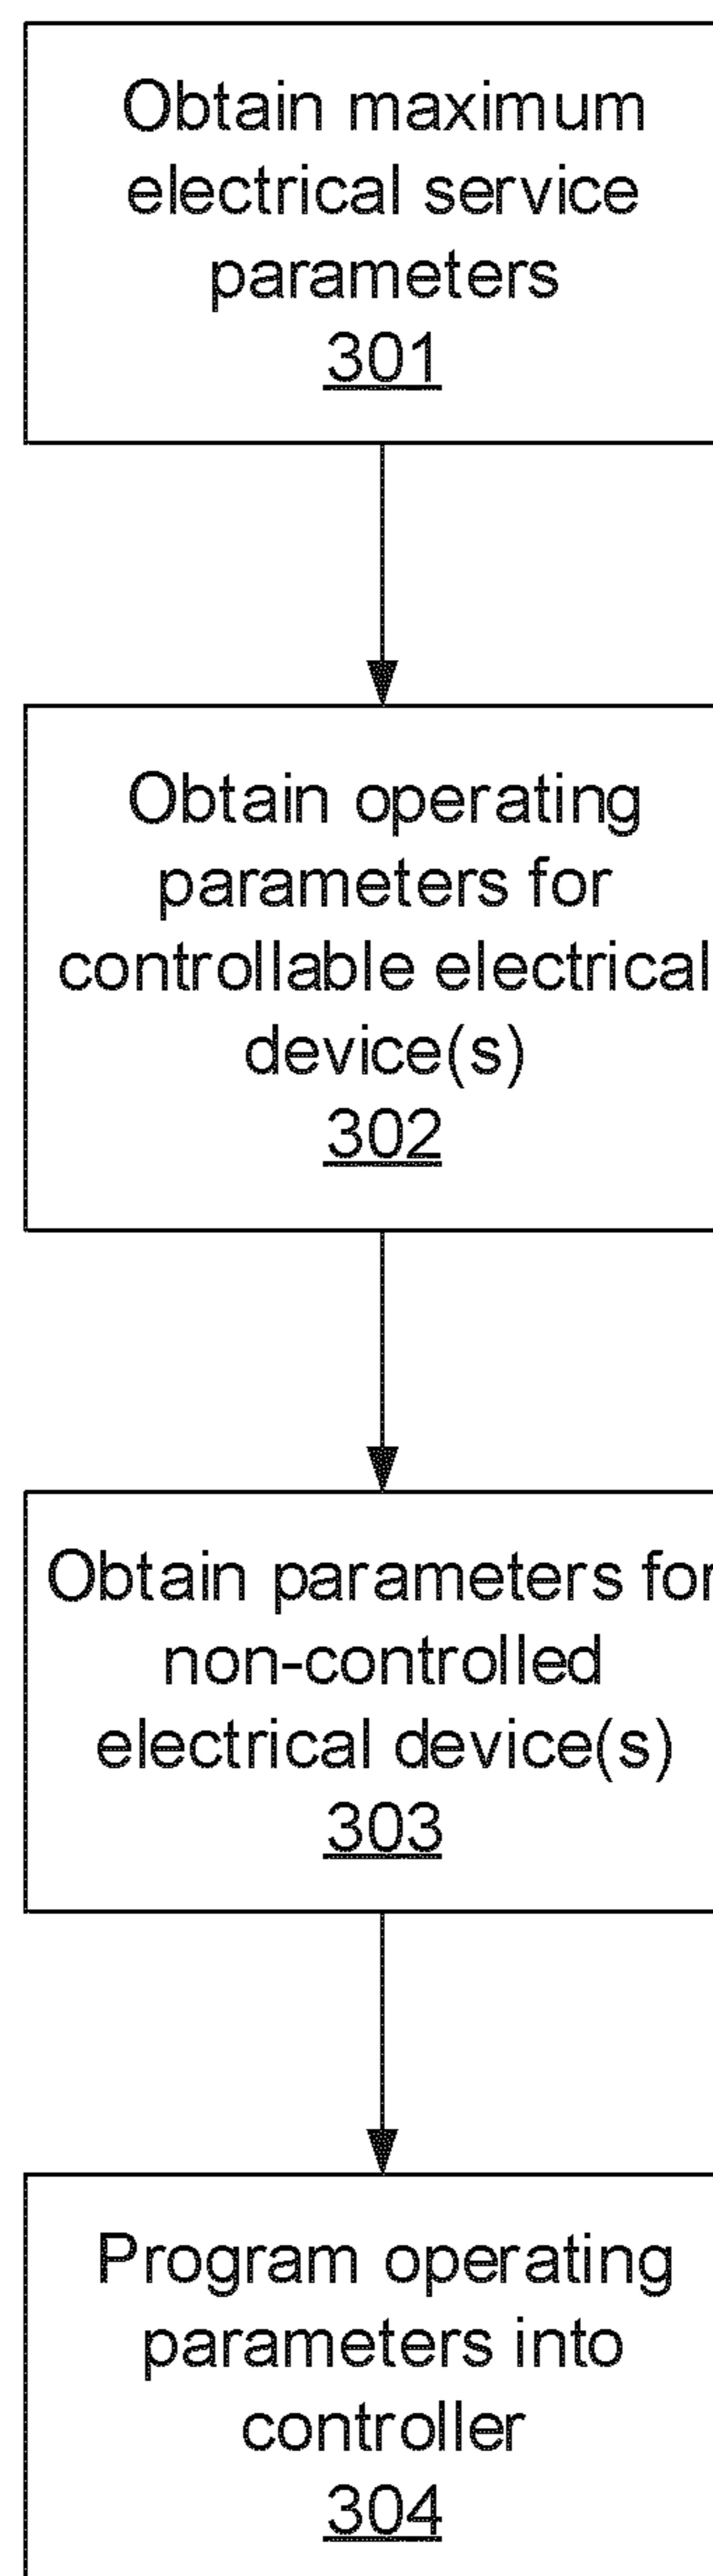 Obtain maximum
electrical service
parameters
301
Obtain operating
parameters for
controllable electrical
device(s)
302
Obtain parameters for
non-controlled
electrical device(s)
303
Program operating
parameters into
controller
304